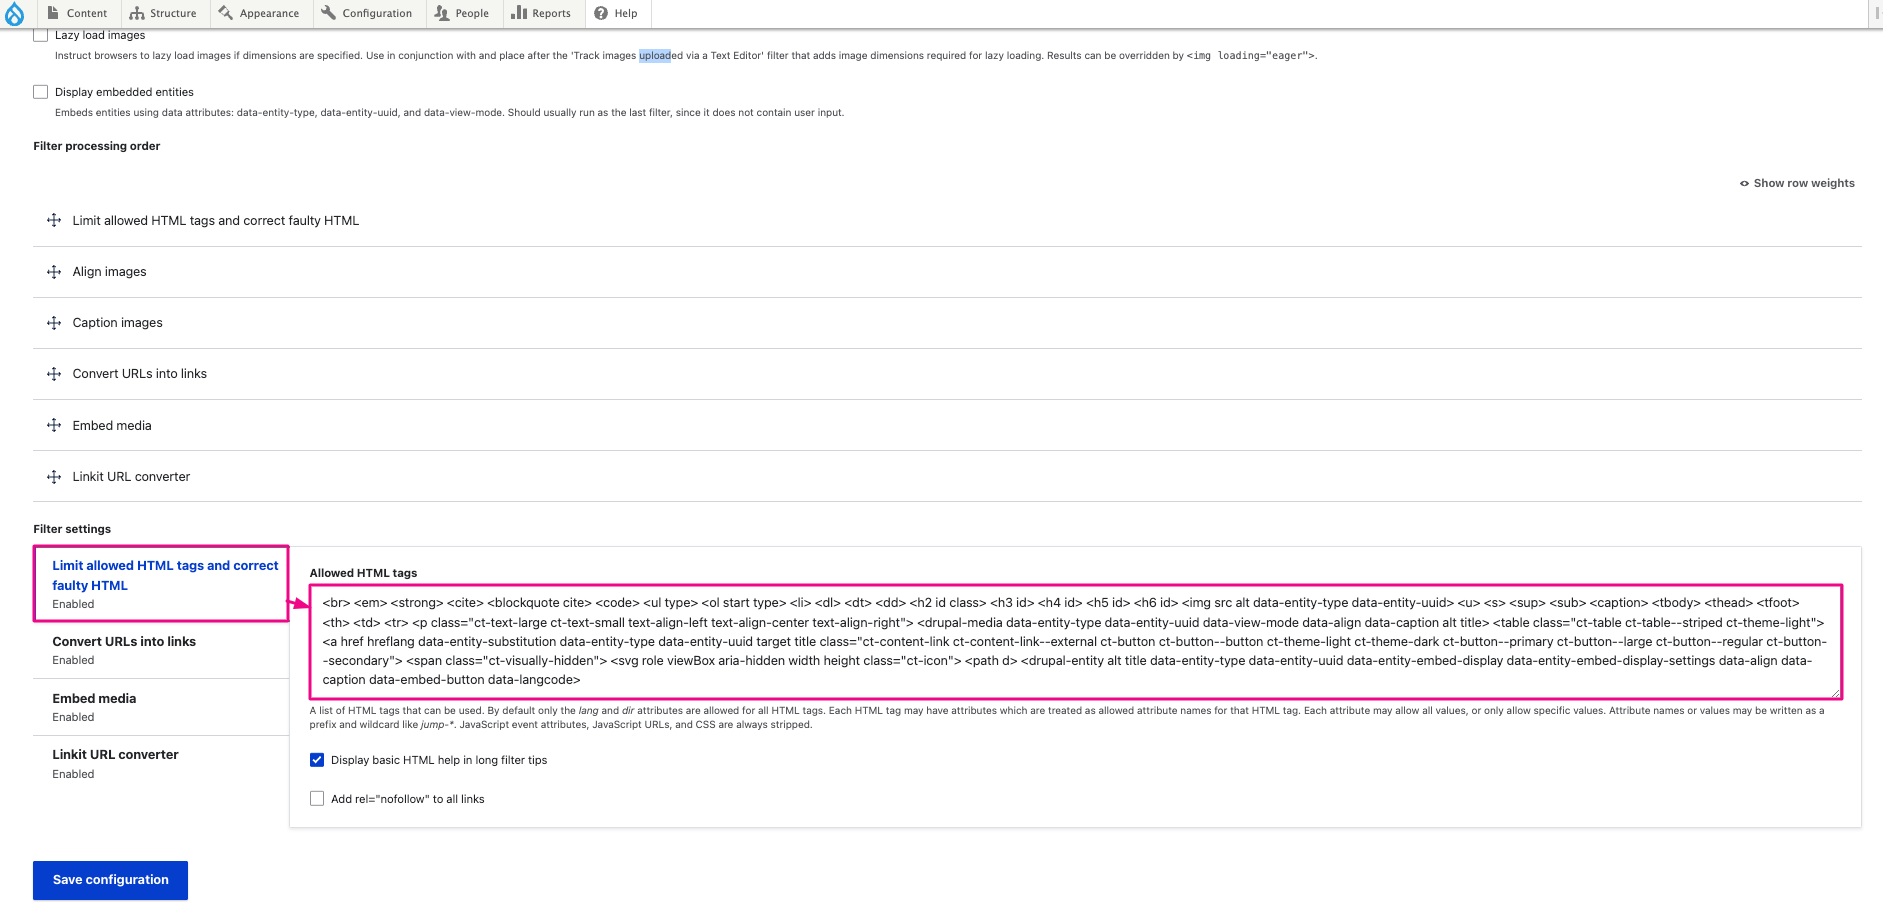 Content
Structure
Appearance
Configuration
People
Reports
Help
Lazy load images
Instruct browsers to lazy load images if dimensions are specified. Use in conjunction with and place after the 'Track images uploaded via a Text Editor' filter that adds image dimensions required for lazy loading. Results can be overridden by <img loading="eager">.
Display embedded entities
Embeds entities using data attributes: data-entity-type, data-entity-uuid, and data-view-mode. Should usually run as the last filter, since it does not contain user input.
Filter processing order
Show row weights
Limit allowed HTML tags and correct faulty HTML
Align images
Caption images
Convert URLs into links
Embed media
Linkit URL converter
Filter settings
Limit allowed HTML tags and correct
faulty HTML
Enabled
Convert URLs into links
Enabled
Embed media
Enabled
Linkit URL converter
Enabled
Allowed HTML tags
<br> <em> <strong> <cite> <blockquote cite> <code> <ul type> <ol start type> <li> <dl> <dt> <dd> <h2 id class> <h3 id> <h4 id> <h5 id> <h6 id> <img src alt data-entity-type data-entity-uuid> <u> <s> <sup> <sub> <caption> <tbody> <thead> <tfoot>
<th> <td> <tr> <p class="ct-text-large ct-text-small text-align-left text-align-center text-align-right"> <drupal-media data-entity-type data-entity-uuid data-view-mode data-align data-caption alt title> <table class="ct-table ct-table--striped ct-theme-light">
<a href hreflang data-entity-substitution data-entity-type data-entity-uuid target title class="ct-content-link ct-content-link--external ct-button ct-button--button ct-theme-light ct-theme-dark ct-button--primary ct-button--large ct-button--regular ct-button-
-secondary"> <span class="ct-visually-hidden"> <svg role viewBox aria-hidden width height class="ct-icon"> <path d> <drupal-entity alt title data-entity-type data-entity-uuid data-entity-embed-display data-entity-embed-display-settings data-align data-
caption data-embed-button data-langcode>
A list of HTML tags that can be used. By default only the lang and dir attributes are allowed for all HTML tags. Each HTML tag may have attributes which are treated as allowed attribute names for that HTML tag. Each attribute may allow all values, or only allow specific values. Attribute names or values may be written as a
prefix and wildcard like jump-*. JavaScript event attributes, JavaScript URLs, and CSS are always stripped.
Display basic HTML help in long filter tips
Add rel="nofollow" to all links
Save configuration